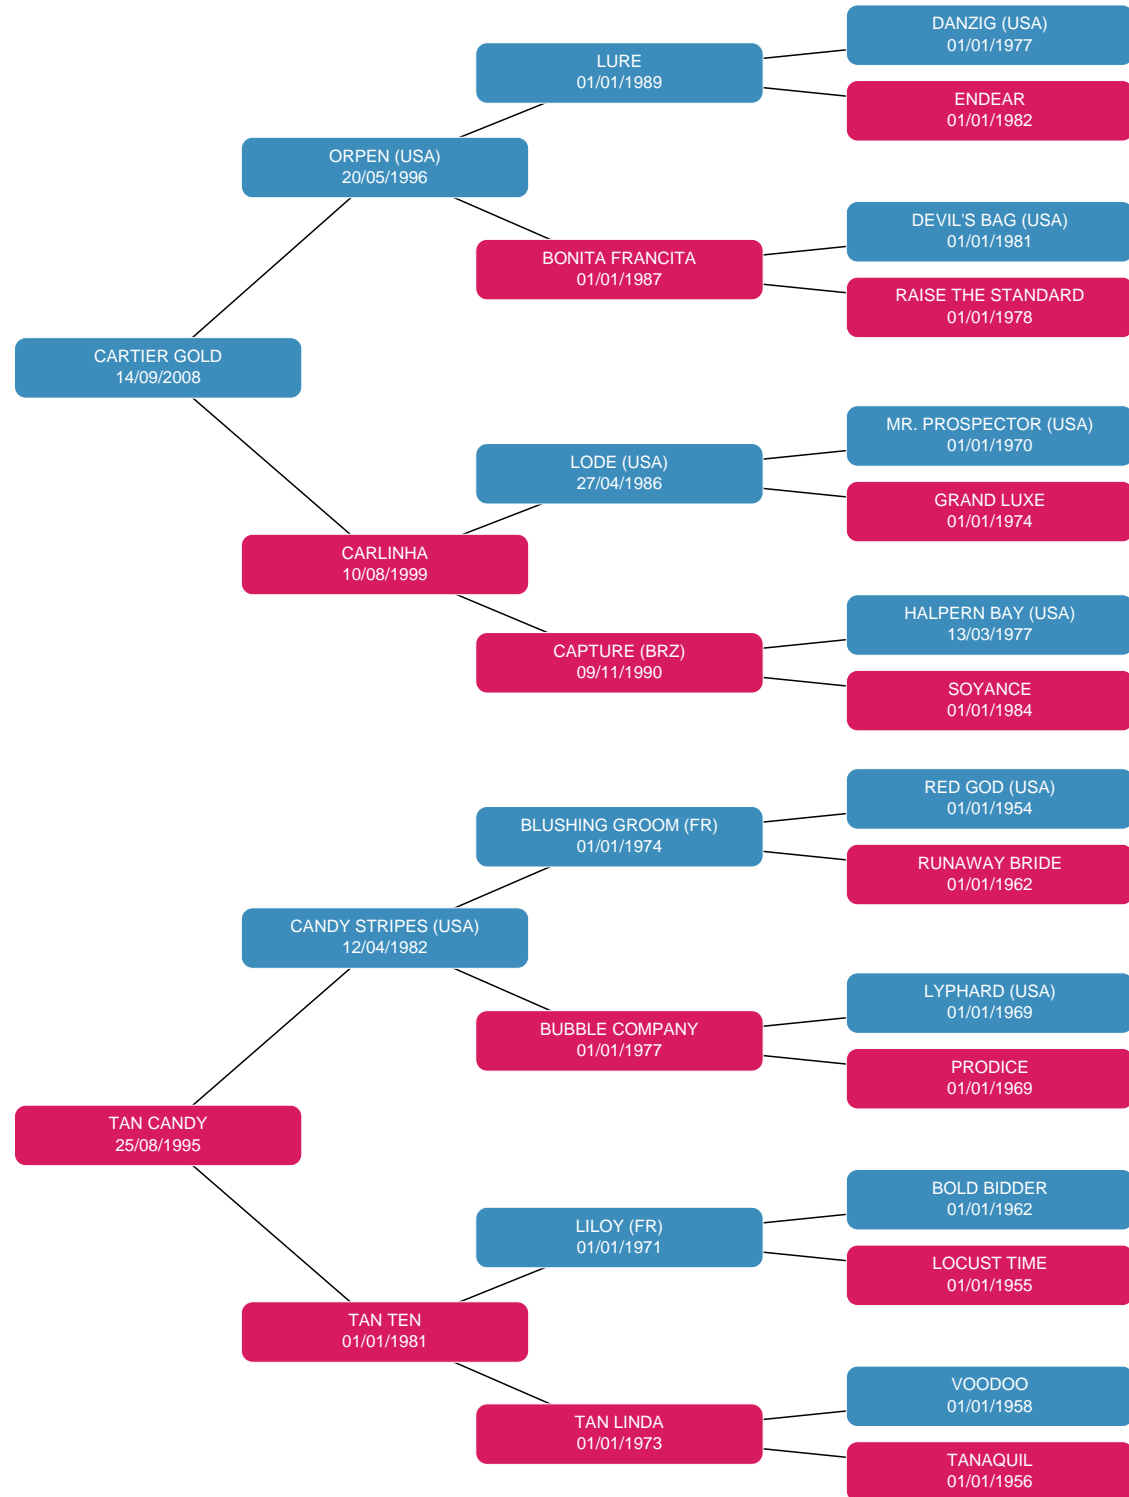 DANZIG (USA)
01/01/1977
LURE
01/01/1989
ENDEAR
01/01/1982
ORPEN (USA)
20/05/1996
DEVIL'S BAG (USA)
01/01/1981
BONITA FRANCITA
01/01/1987
RAISE THE STANDARD
01/01/1978
CARTIER GOLD
14/09/2008
MR. PROSPECTOR (USA)
01/01/1970
LODE (USA)
27/04/1986
GRAND LUXE
01/01/1974
CARLINHA
10/08/1999
HALPERN BAY (USA)
13/03/1977
CAPTURE (BRZ)
09/11/1990
SOYANCE
01/01/1984
RED GOD (USA)
01/01/1954
BLUSHING GROOM (FR)
01/01/1974
RUNAWAY BRIDE
01/01/1962
CANDY STRIPES (USA)
12/04/1982
LYPHARD (USA)
01/01/1969
BUBBLE COMPANY
01/01/1977
PRODICE
01/01/1969
TAN CANDY
25/08/1995
BOLD BIDDER
01/01/1962
LILOY (FR)
01/01/1971
LOCUST TIME
01/01/1955
TAN TEN
01/01/1981
VOODOO
01/01/1958
TAN LINDA
01/01/1973
TANAQUIL
01/01/1956